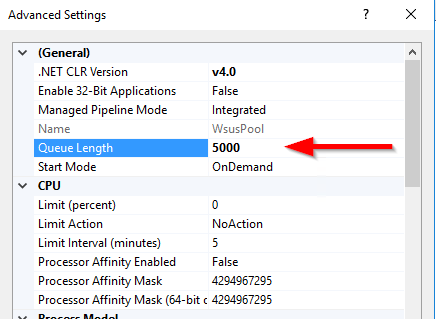 Advanced Settings ? ×
(General)
.NET CLR Version v4.0
Enable 32-Bit Applications False
Managed Pipeline Mode Integrated
Name WsusPool
Queue Length 5000
Start Mode OnDemand
CPU
Limit (percent) 0
Limit Action NoAction
Limit Interval (minutes) 5
Processor Affinity Enabled False
Processor Affinity Mask 4294967295
Processor Affinity Mask (64-bit c 4294967295
Process Model